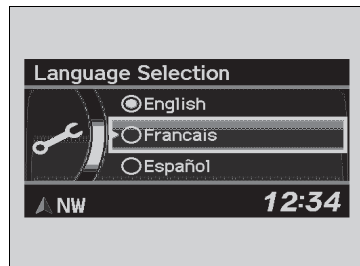 Language Selection
English
Francais
Español
NW
12:34